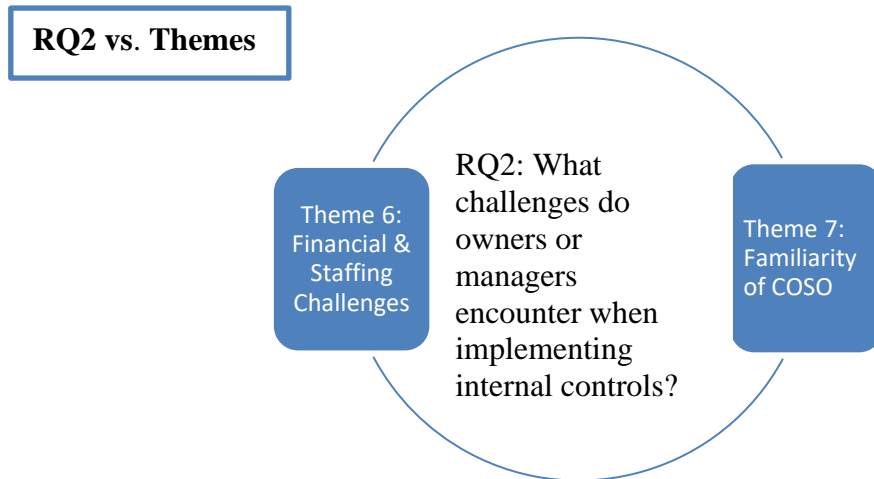 RQ2 vs. Themes
Theme 6:
Financial &
Staffing
Challenges
RQ2: What
challenges do
owners or
managers
encounter when
implementing
internal controls?
Theme 7:
Familiarity
of COSO